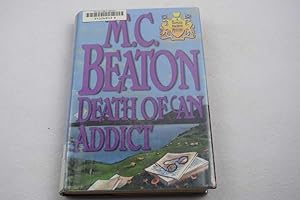 M.C.
BEATON
DEATH OF AN
ADDICT